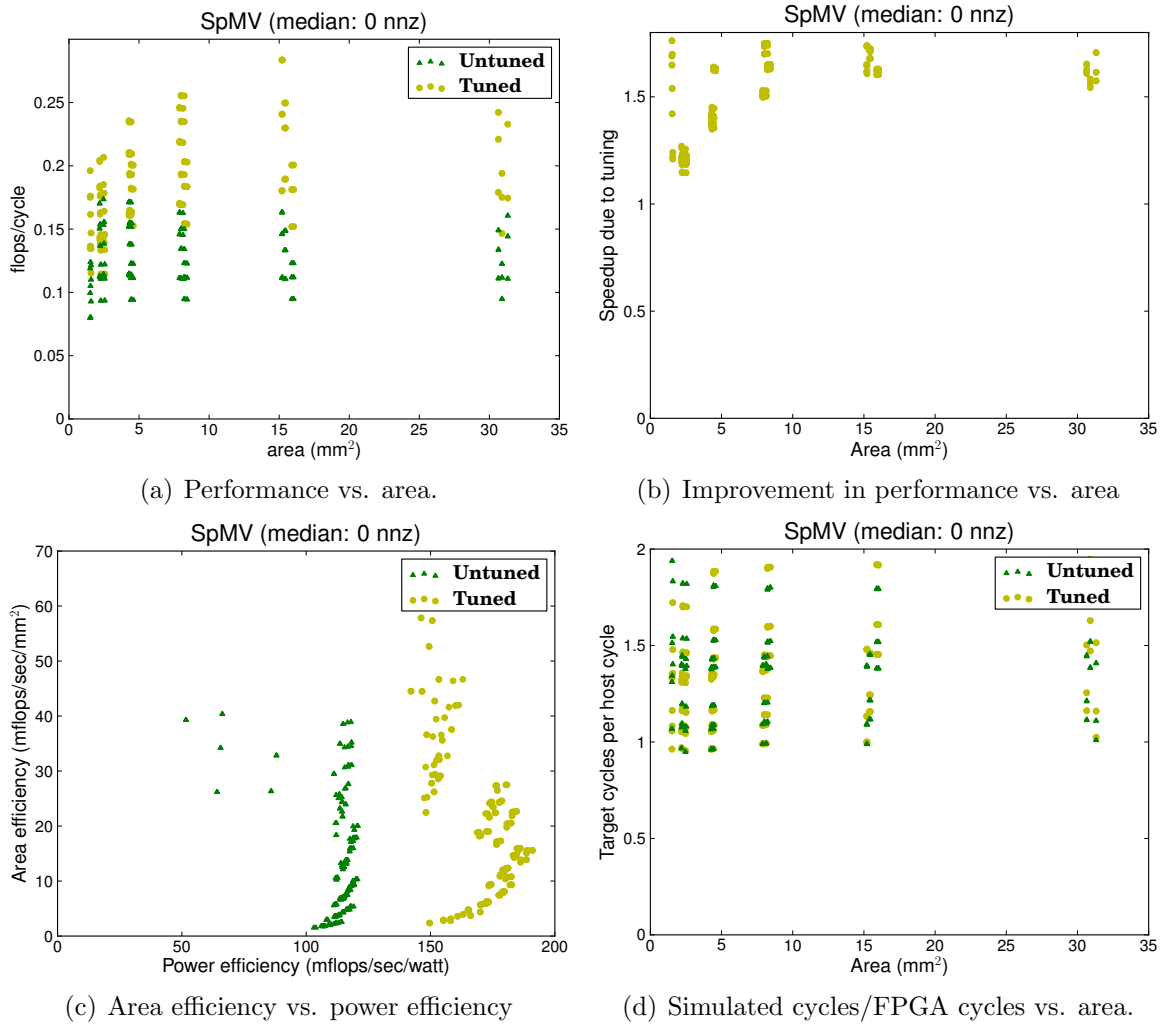 SpMV (median: 0 nnz)
flops/cycle
0.25
0.2
0.15
0.1
0.05
0
Untuned
Tuned
0 5 10 15 20 25 30 35
area (mm²)
(a) Performance vs. area.
SpMV (median: 0 nnz)
Speedup due to tuning
1.5
1
0.5
0
0 5 10 15 20 25 30 35
Area (mm²)
(b) Improvement in performance vs. area
SpMV (median: 0 nnz)
Area efficiency (mflops/sec/mm²)
70
60
50
40
30
20
10
0
Untuned
Tuned
0 50 100 150 200
Power efficiency (mflops/sec/watt)
(c) Area efficiency vs. power efficiency
SpMV (median: 0 nnz)
Target cycles per host cycle
2
1.5
1
0.5
0
Untuned
Tuned
0 5 10 15 20 25 30 35
Area (mm²)
(d) Simulated cycles/FPGA cycles vs. area.